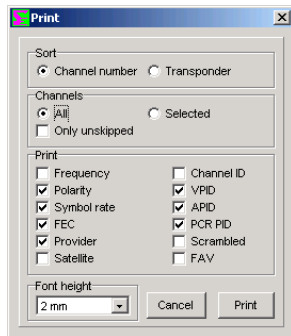 Print
Sort
Channel number Transponder
Channels
All Selected
Only unskipped
Print
Frequency Channel ID
Polarity VPID
Symbol rate APID
FEC PCR PID
Provider Scrambled
Satellite FAV
Font height
2 mm Cancel Print